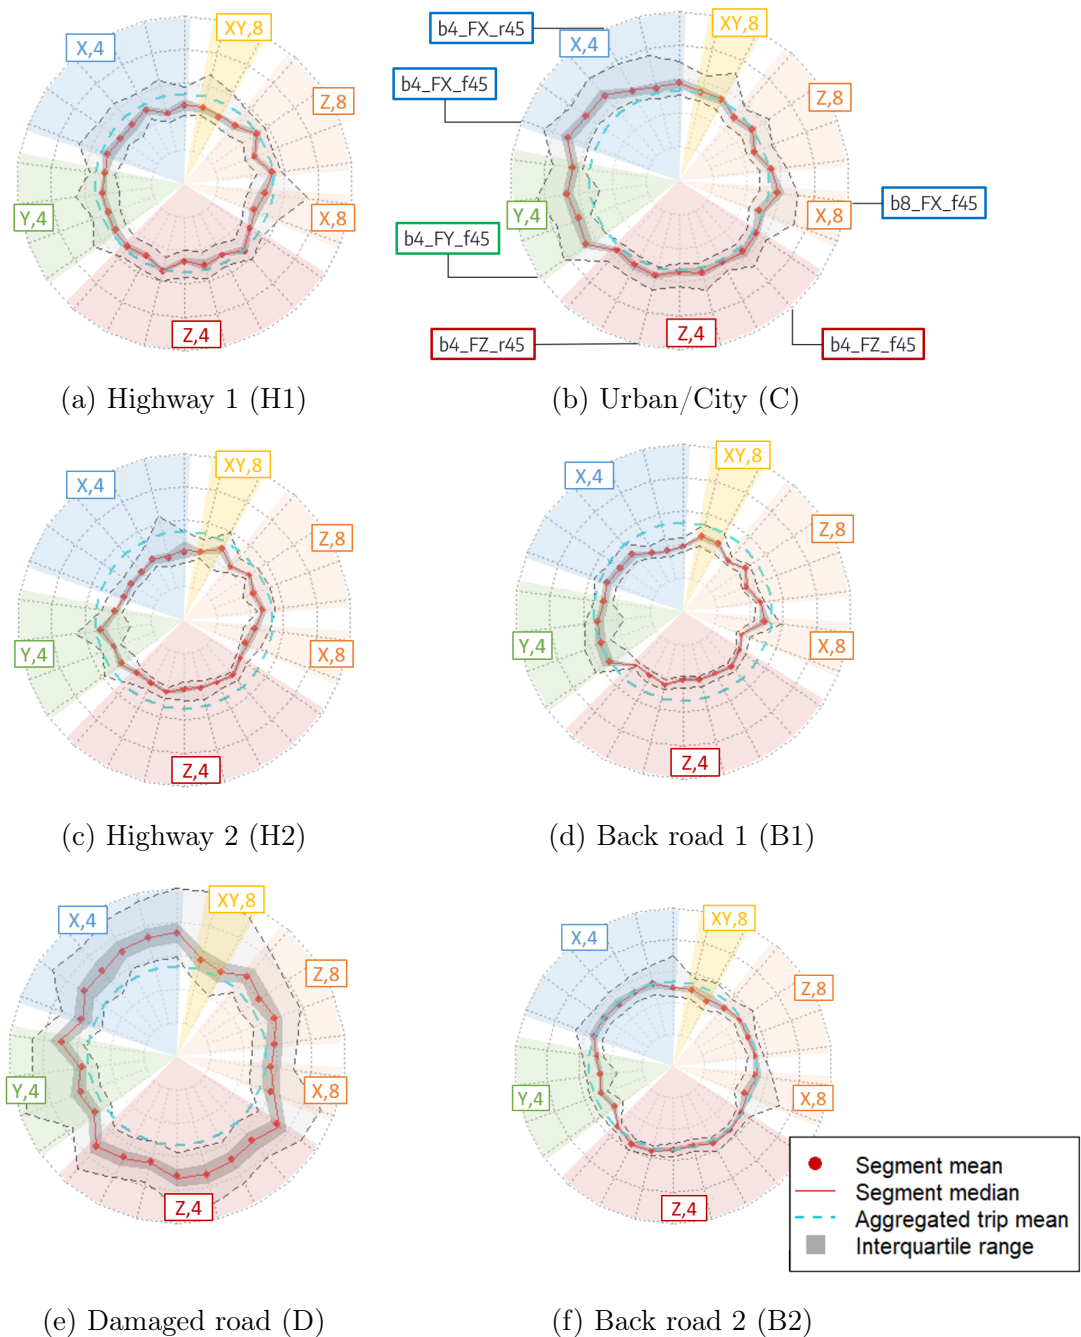 X,4
XY,8
Z,8
Y,4
X,8
Z,4
(a) Highway 1 (H1)
b4_FX_r45
X,4
XY,8
b4_FX_f45
Z,8
b8_FX_f45
Y,4
X,8
b4_FY_f45
b4_FZ_r45
Z,4
b4_FZ_f45
(b) Urban/City (C)
X,4
XY,8
Z,8
Y,4
X,8
Z,4
(c) Highway 2 (H2)
X,4
XY,8
Z,8
Y,4
X,8
Z,4
(d) Back road 1 (B1)
X,4
XY,8
Z,8
Y,4
X,8
Z,4
(e) Damaged road (D)
X,4
XY,8
Z,8
Y,4
X,8
Z,4
Segment mean
Segment median
Aggregated trip mean
Interquartile range
(f) Back road 2 (B2)